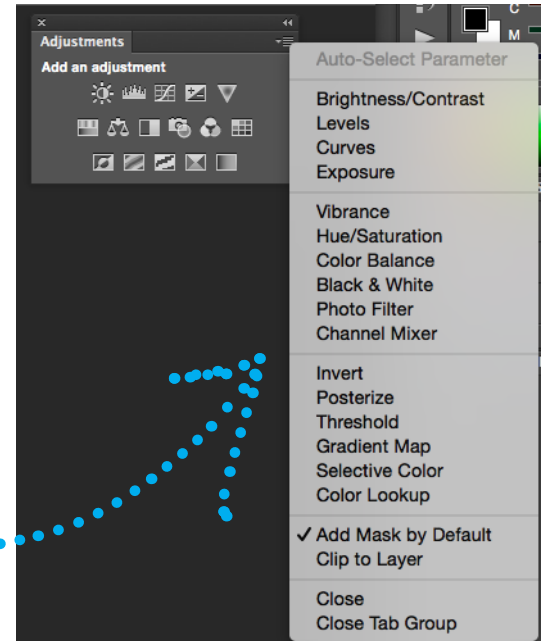 Adjustments
Add an adjustment
C
M
Auto-Select Parameter
Brightness/Contrast
Levels
Curves
Exposure
Vibrance
Hue/Saturation
Color Balance
Black & White
Photo Filter
Channel Mixer
Invert
Posterize
Threshold
Gradient Map
Selective Color
Color Lookup
✓ Add Mask by Default
Clip to Layer
Close
Close Tab Group